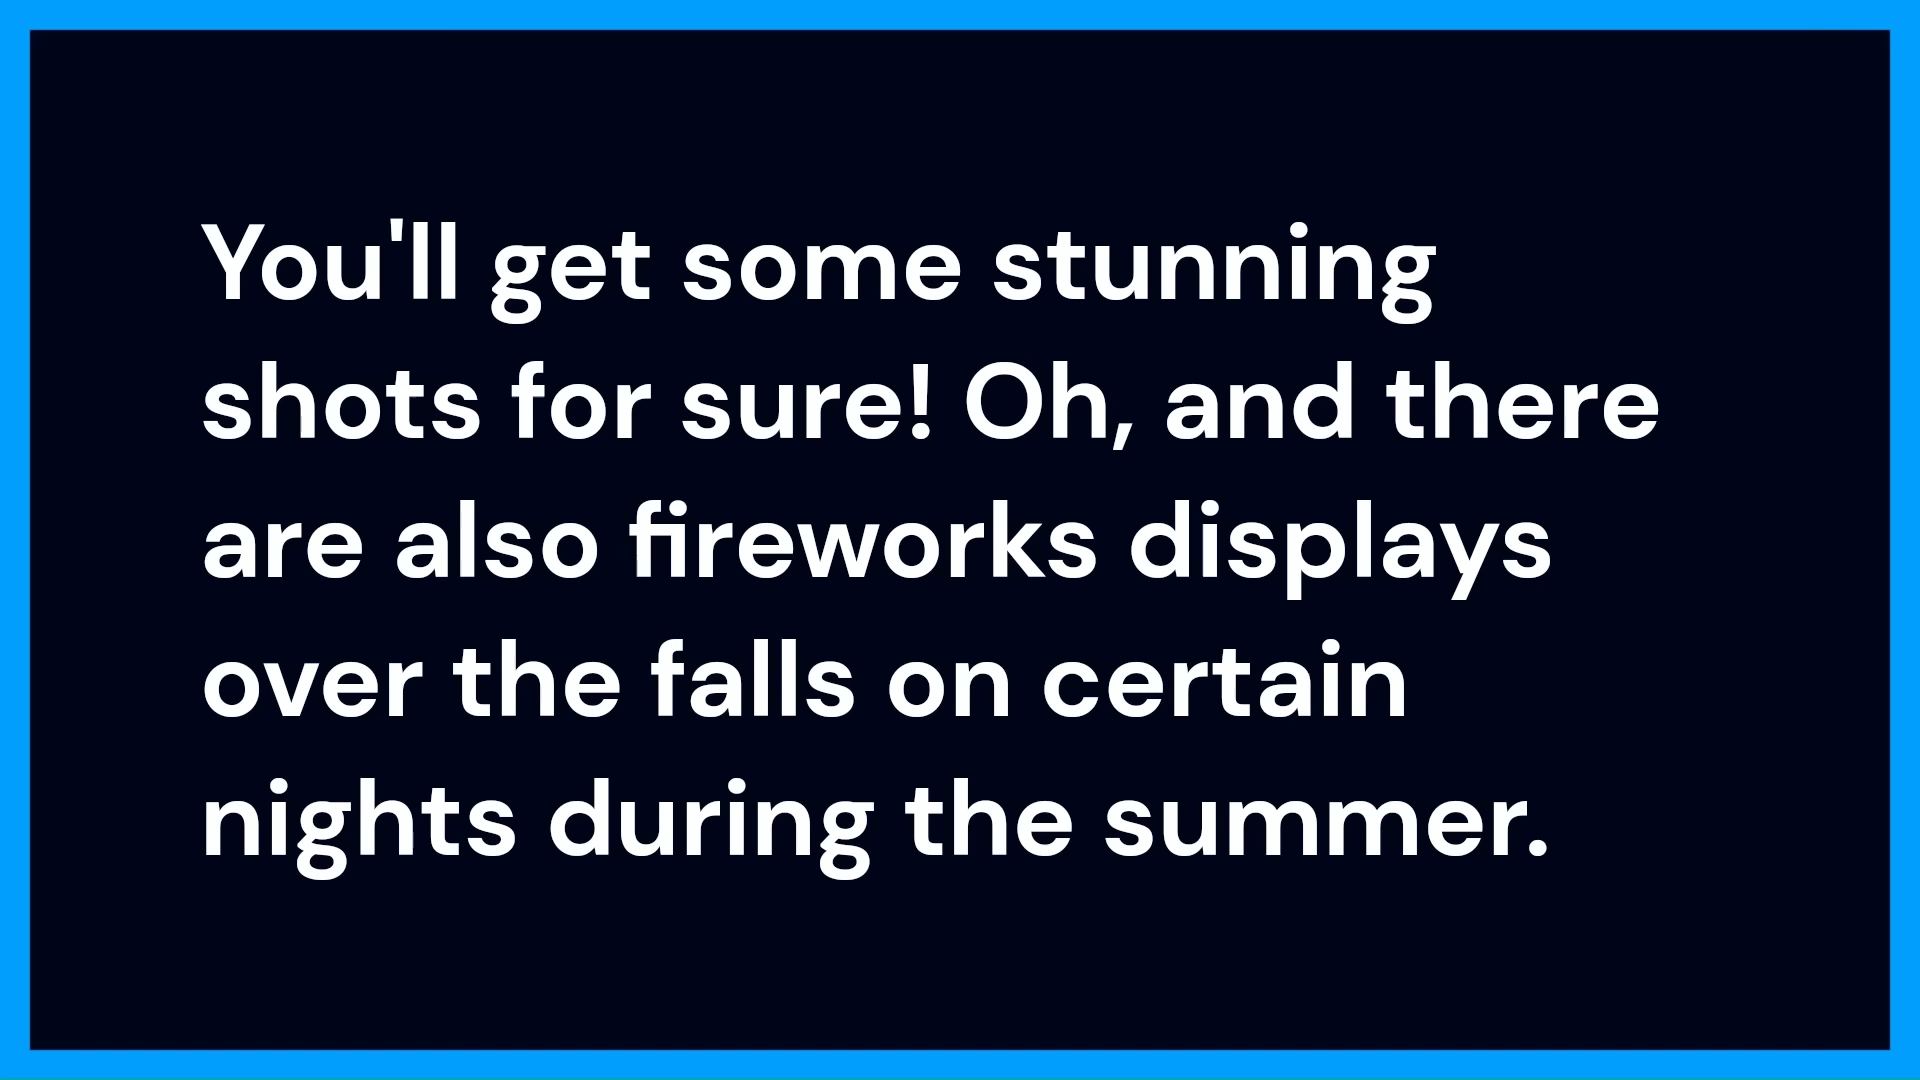 You'll get some stunning
shots for sure! Oh, and there
are also fireworks displays
over the falls on certain
nights during the summer.